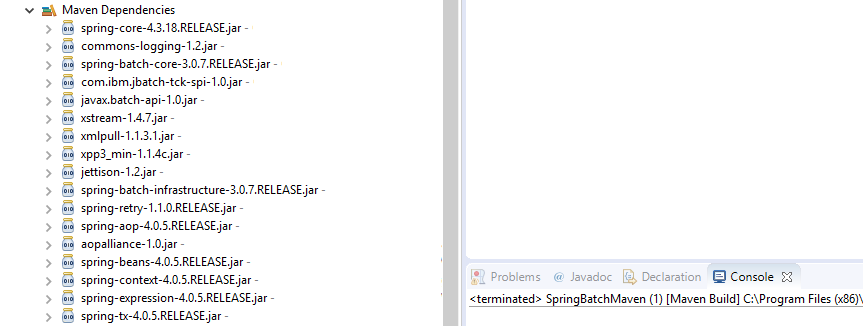 Maven Dependencies
spring-core-4.3.18.RELEASE.jar -
commons-logging-1.2.jar -
spring-batch-core-3.0.7.RELEASE.jar -
com.ibm.jbatch-tck-spi-1.0.jar -
javax.batch-api-1.0.jar -
xstream-1.4.7.jar -
xmlpull-1.1.3.1.jar -
xpp3_min-1.1.4c.jar -
jettison-1.2.jar -
spring-batch-infrastructure-3.0.7.RELEASE.jar -
spring-retry-1.1.0.RELEASE.jar -
spring-aop-4.0.5.RELEASE.jar -
aopalliance-1.0.jar -
spring-beans-4.0.5.RELEASE.jar -
spring-context-4.0.5.RELEASE.jar -
spring-expression-4.0.5.RELEASE.jar -
spring-tx-4.0.5.RELEASE.jar -
Problems @ Javadoc Declaration Console
<terminated> SpringBatchMaven (1) [Maven Build] C:\Program Files (x86)\